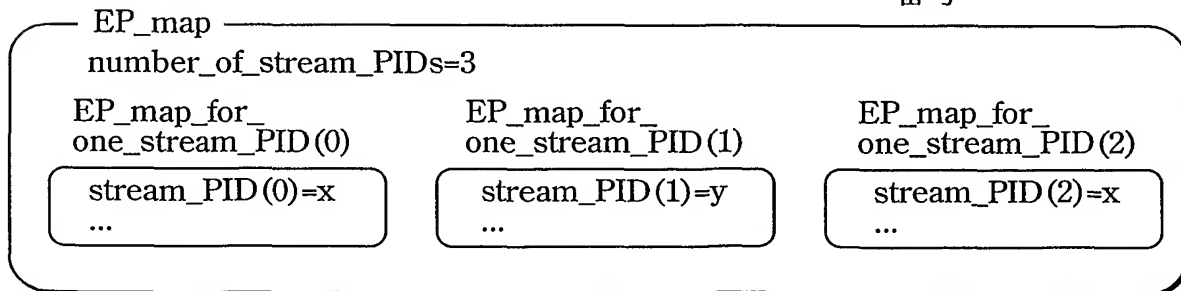 EP_map
number_of_stream_PIDs=3
EP_map_for_
one_stream_PID(0)
stream_PID(0)=x
...
EP_map_for_
one_stream_PID(1)
stream_PID(1)=y
...
EP_map_for_
one_stream_PID(2)
stream_PID(2)=x
...